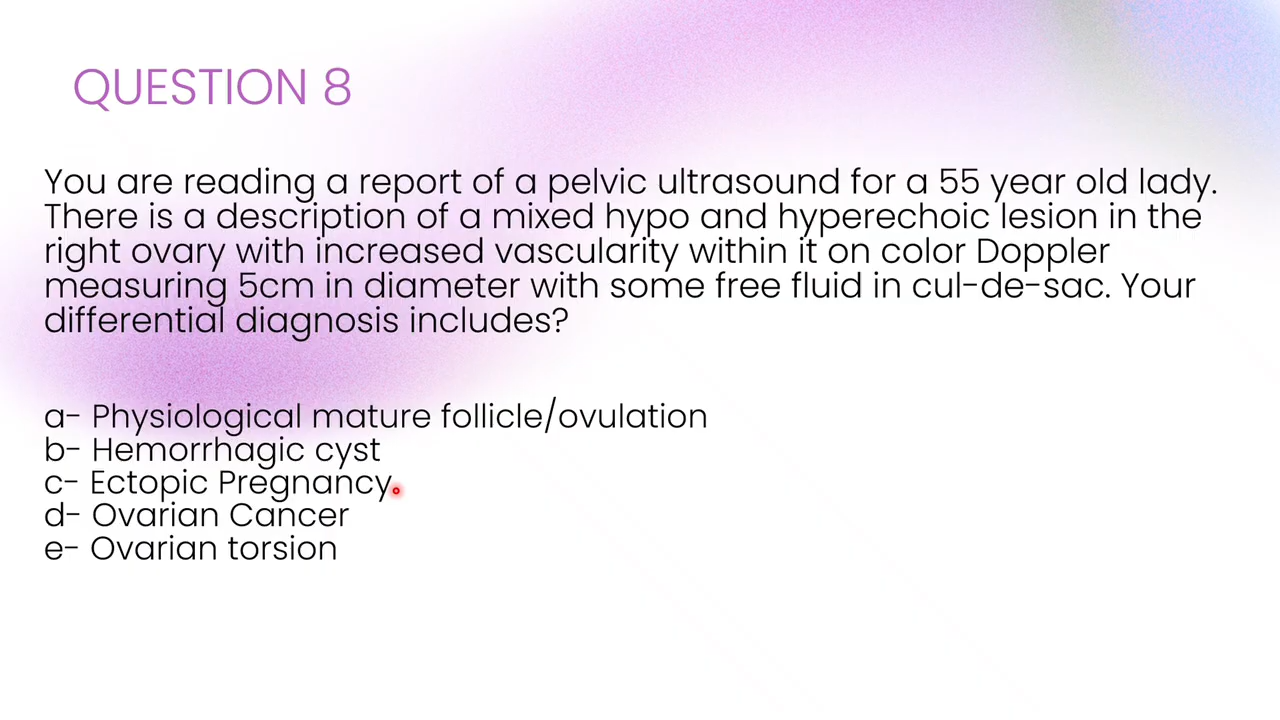 QUESTION 8
You are reading a report of a pelvic ultrasound for a 55 year old lady.
There is a description of a mixed hypo and hyperechoic lesion in the
right ovary with increased vascularity within it on color Doppler
measuring 5cm in diameter with some free fluid in cul-de-sac. Your
differential diagnosis includes?
a- Physiological mature follicle/ovulation
b- Hemorrhagic cyst
c- Ectopic Pregnancy
d- Ovarian Cancer
e- Ovarian torsion